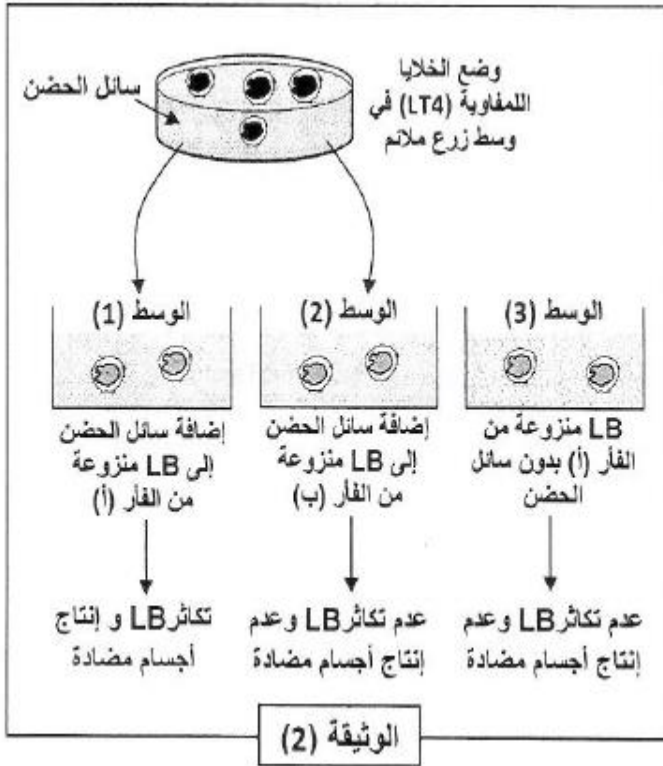 وضع الخلايا
اللمفاوية (LT4) في
وسط زرع ملائم
سائل الحضن
الوسط (1)
إضافة سائل الحضن
إلى LB منزوعة
من الفأر (أ)
تكاثر LB و إنتاج
أجسام مضادة
الوسط (2)
إضافة سائل الحضن
إلى LB منزوعة
من الفأر (ب)
عدم تكاثر LB وعدم
إنتاج أجسام مضادة
الوسط (3)
LB منزوعة من
الفأر (أ) بدون سائل
الحضن
عدم تكاثر LB وعدم
إنتاج أجسام مضادة
الوثيقة (2)